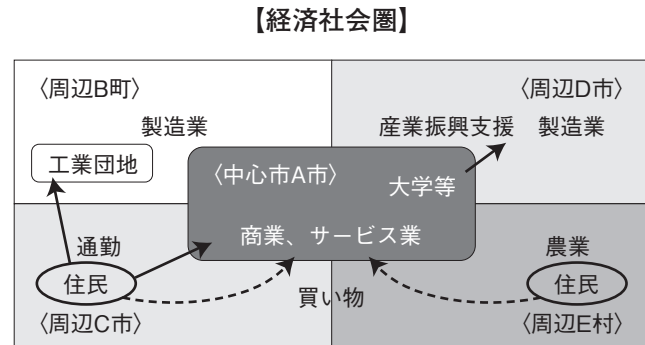 【経済社会圏】
〈周辺B町〉
〈周辺D市〉
製造業
産業振興支援 製造業
工業団地
〈中心市A市〉
大学等
商業、サービス業
通勤
農業
住民
住民
買い物
〈周辺C市〉
〈周辺E村〉